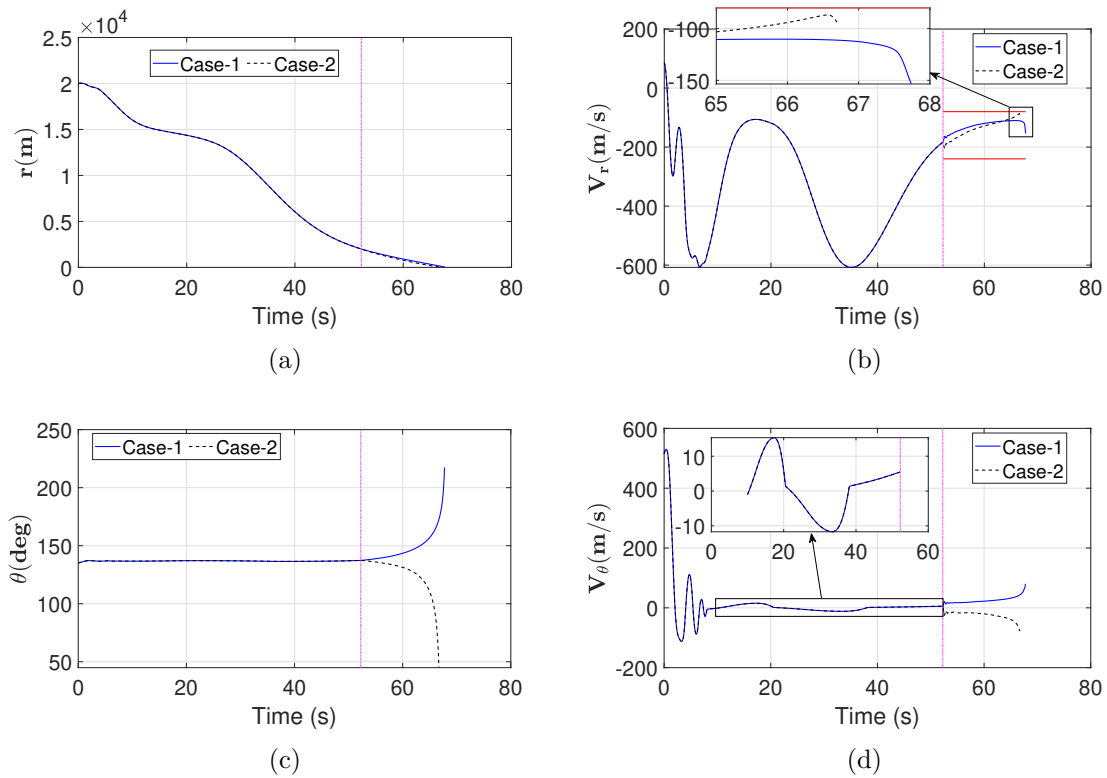 ×10⁴
2.5
2
1.5
1
0.5
0
r(m)
Case-1 Case-2
0 20 40 60 80
Time (s)
(a)
200
0
-200
-400
-600
V_r(m/s)
-100
-150
65 66 67 68
Case-1
Case-2
0 20 40 60 80
Time (s)
(b)
250
200
150
100
50
θ(deg)
Case-1 Case-2
0 20 40 60 80
Time (s)
(c)
600
400
200
0
-200
V_θ(m/s)
10
0
-10
0 20 40 60
Case-1
Case-2
0 20 40 60 80
Time (s)
(d)